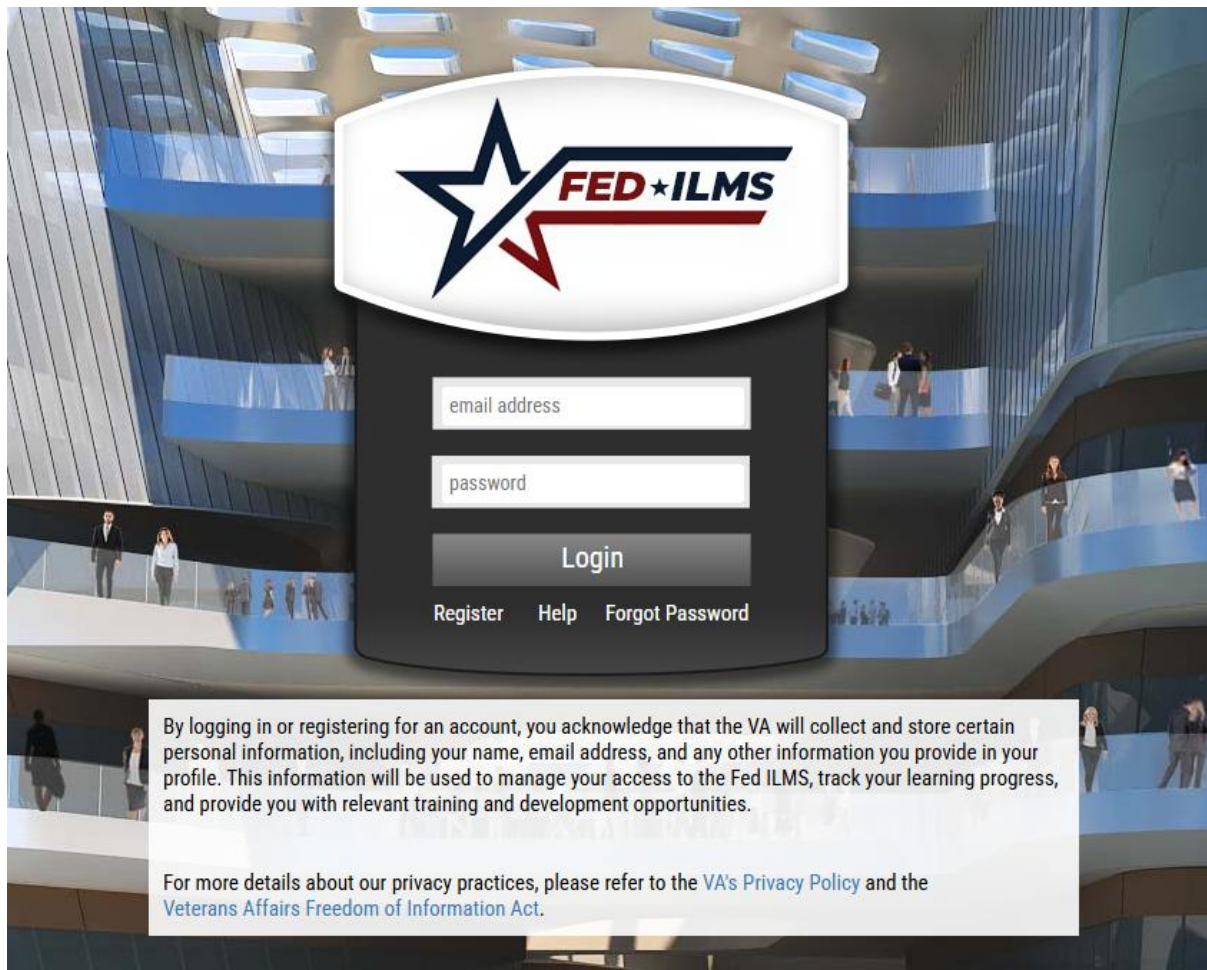 FED★ILMS
email address
password
Login
Register Help Forgot Password
By logging in or registering for an account, you acknowledge that the VA will collect and store certain
personal information, including your name, email address, and any other information you provide in your
profile. This information will be used to manage your access to the Fed ILMS, track your learning progress,
and provide you with relevant training and development opportunities.
For more details about our privacy practices, please refer to the VA's Privacy Policy and the
Veterans Affairs Freedom of Information Act.